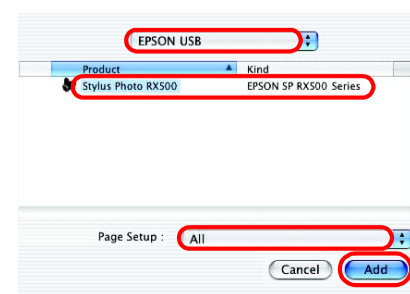 EPSON USB
Product Kind
Stylus Photo RX500 EPSON SP RX500 Series
Page Setup : All
Cancel Add